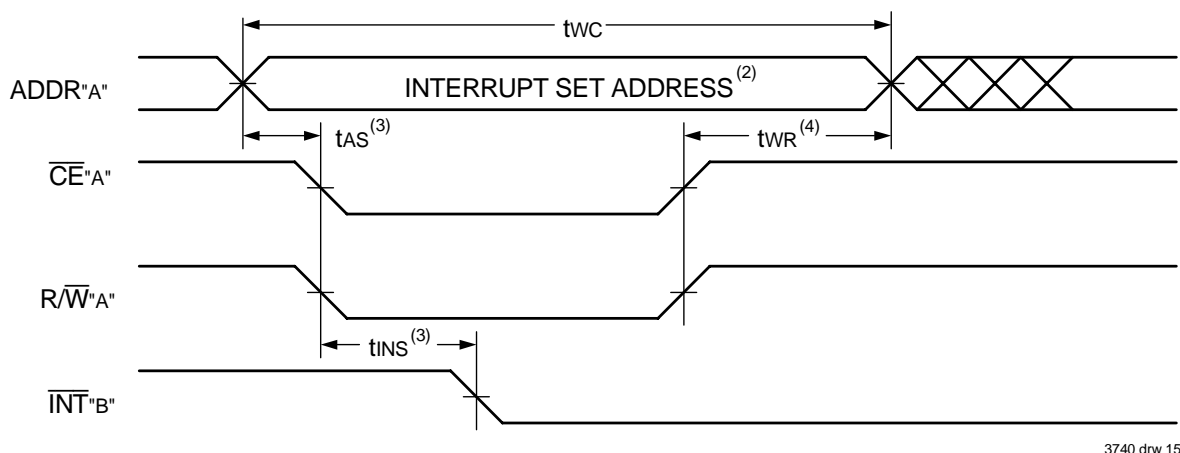 tWC
ADDR"A"
INTERRUPT SET ADDRESS(2)
tAS(3)
tWR(4)
CE"A"
R/W"A"
tINS(3)
INT"B"
3740 drw 15